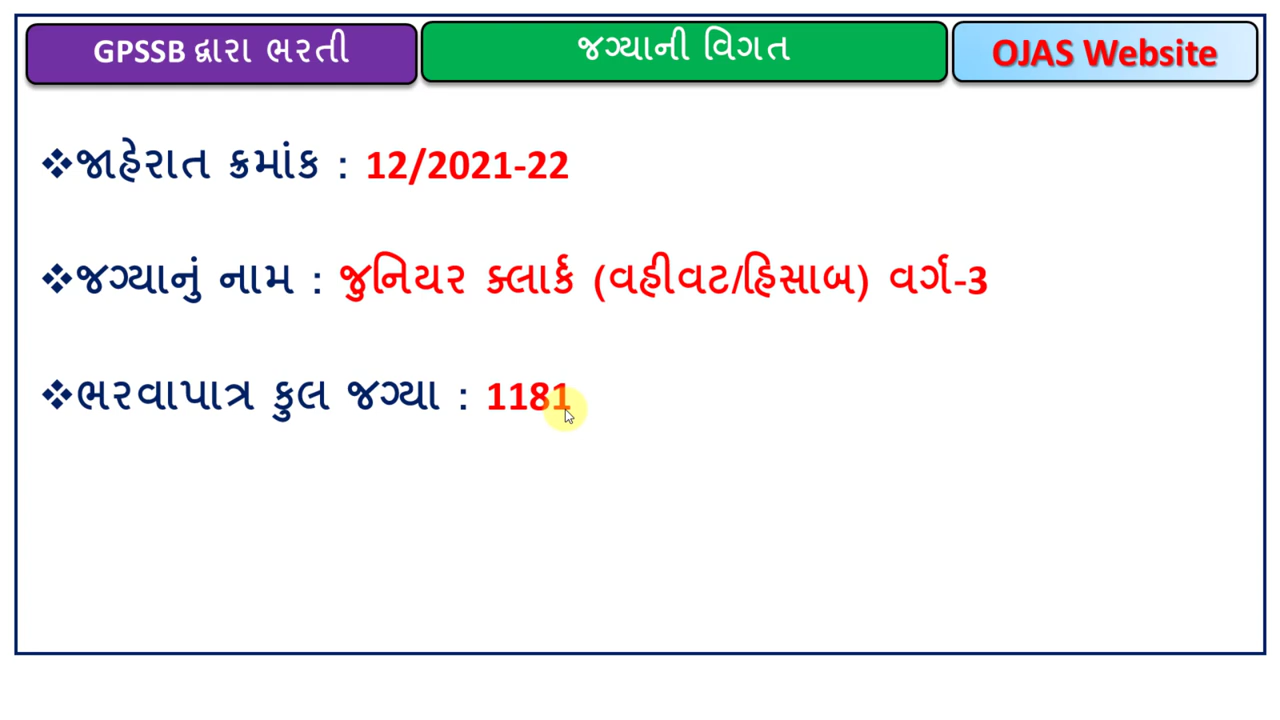 GPSSB દ્વારા ભરતી
જગ્યાની વિગત
OJAS Website
❖જાહેરાત ક્રમાંક : 12/2021-22
❖જગ્યાનું નામ : જુનિયર ક્લાર્ક (વહીવટ/હિસાબ) વર્ગ-3
❖ભરવાપાત્ર કુલ જગ્યા : 1181